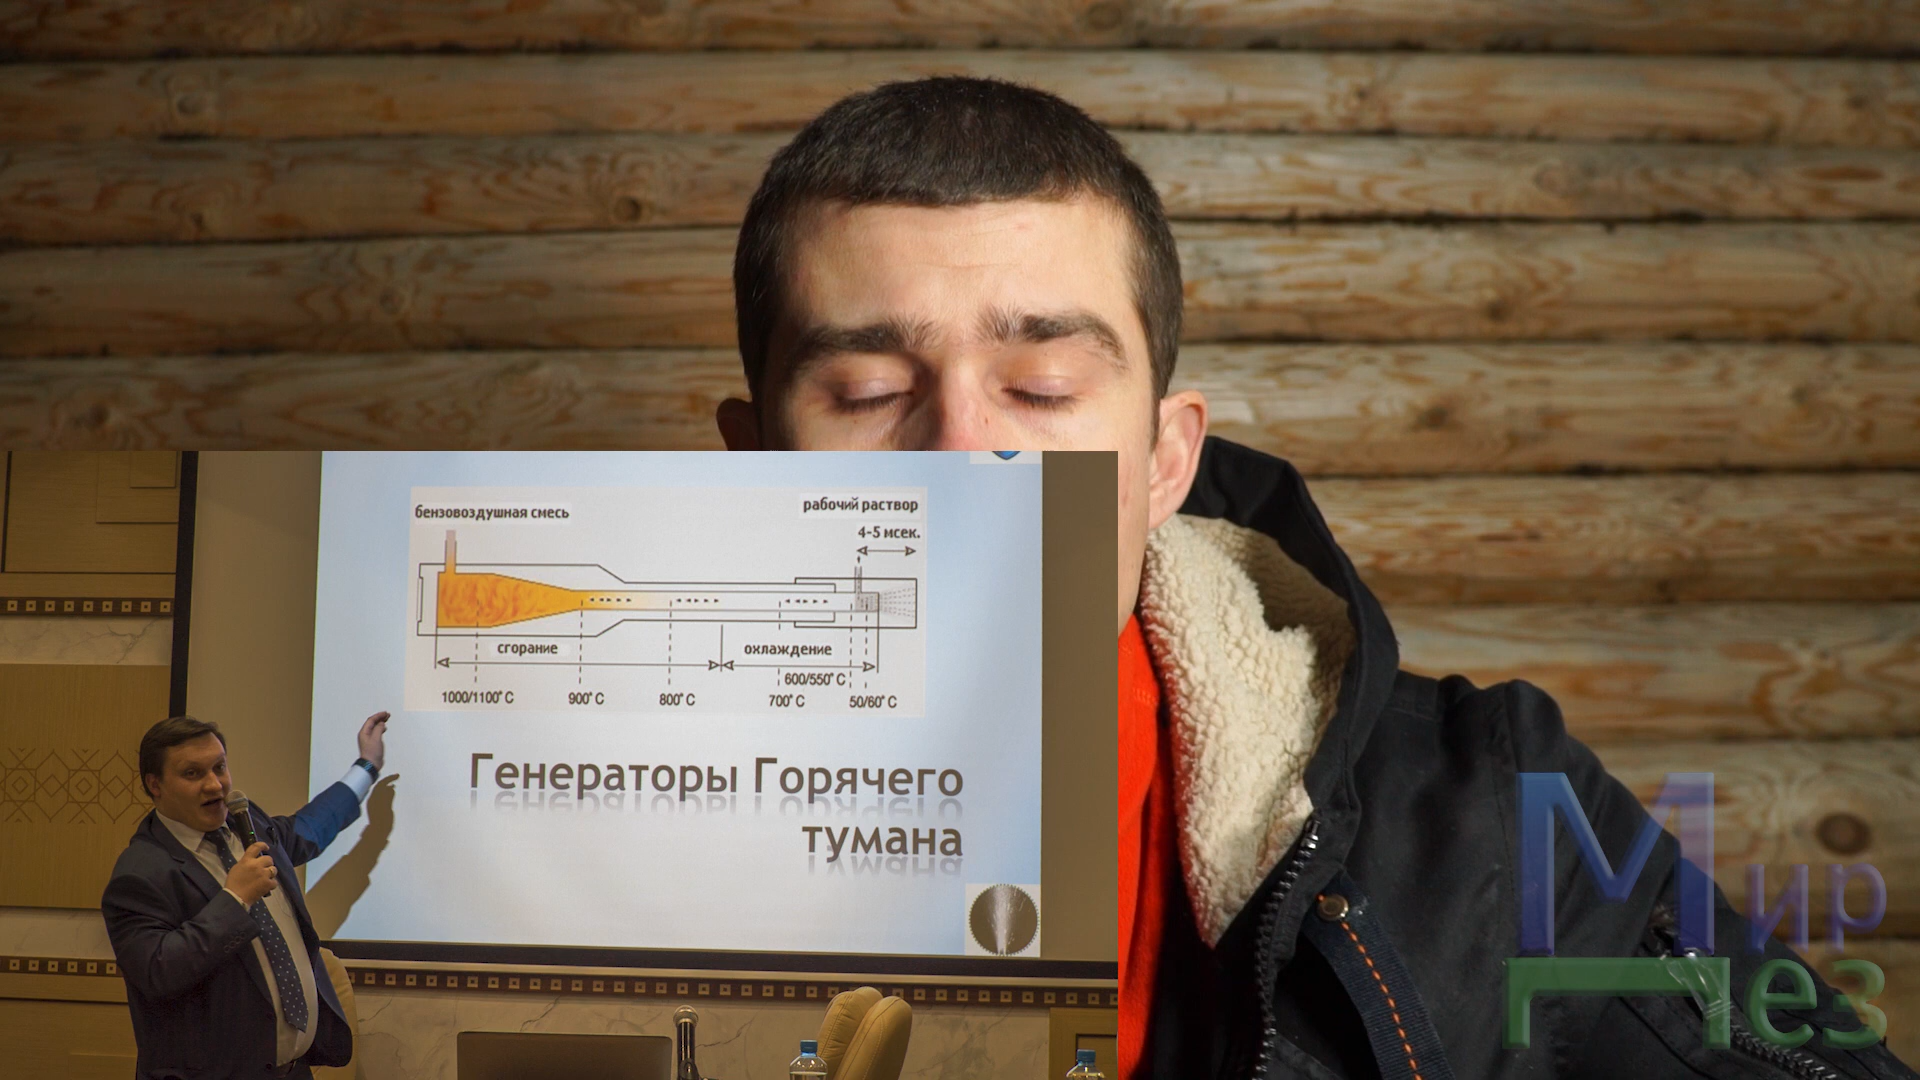 бензовоздушная смесь
рабочий раствор
4-5 мсек.
сгорание
охлаждение
600/550° C
1000/1100° C
900° C
800° C
700° C
50/60° C
Генераторы Горячего
тумана
Мир
Дез